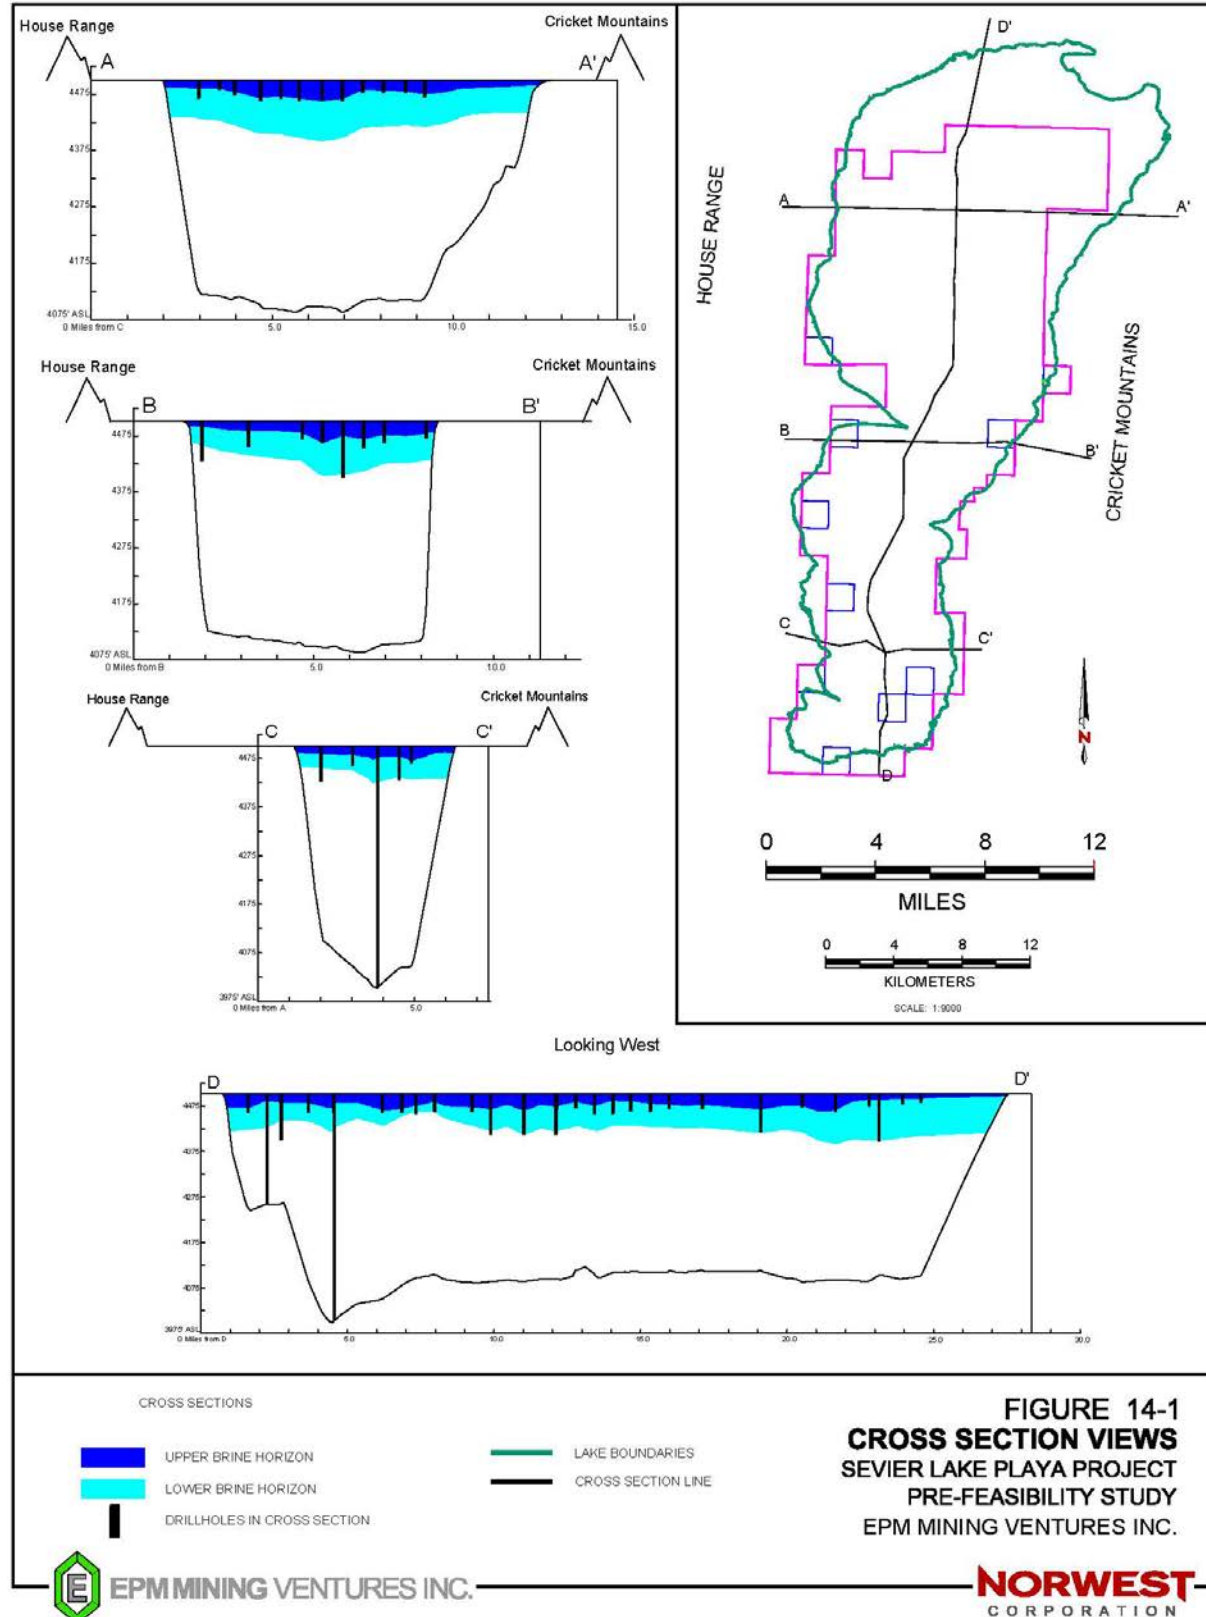 House Range
Cricket Mountains
A
A'
4475
4375
4275
4175
4075' ASL
0 Miles from C
5.0
10.0
15.0
House Range
Cricket Mountains
B
B'
4475
4375
4275
4175
4075' ASL
0 Miles from B
5.0
10.0
House Range
Cricket Mountains
C
C'
4475
4375
4275
4175
4075
3975' ASL
0 Miles from A
5.0
D'
HOUSE RANGE
A
A'
CRICKET MOUNTAINS
B
B'
C
C'
D
N
0 4 8 12
MILES
0 4 8 12
KILOMETERS
SCALE: 1:9000
Looking West
D
D'
4475
4375
4275
4175
4075
3975' ASL
0 Miles from D
5.0
10.0
15.0
20.0
25.0
30.0
CROSS SECTIONS
UPPER BRINE HORIZON
LOWER BRINE HORIZON
DRILLHOLES IN CROSS SECTION
LAKE BOUNDARIES
CROSS SECTION LINE
FIGURE 14-1
CROSS SECTION VIEWS
SEVIER LAKE PLAYA PROJECT
PRE-FEASIBILITY STUDY
EPM MINING VENTURES INC.
E
EPM MINING VENTURES INC.
NORWEST
CORPORATION